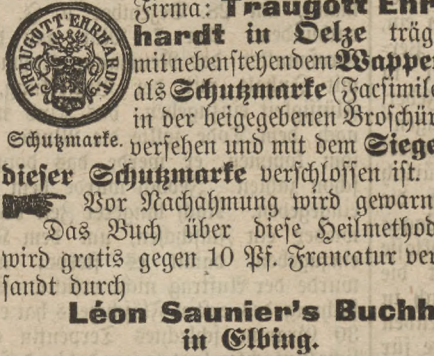 TRAUGOTT EHRHARDT
Schutzmarke.
Firma: Traugott Ehr
hardt in Oelze träg
mit nebenstehendem Wappe
als Schutzmarke (Facsimile
in der beigegebenen Broschür
versehen und mit dem Siege
dieser Schutzmarke verschlossen ist.
Vor Nachahmung wird gewarn
Das Buch über diese Heilmethod
wird gratis gegen 10 Pf. Francatur ver
sandt durch
Léon Saunier's Buchh
in Elbing.